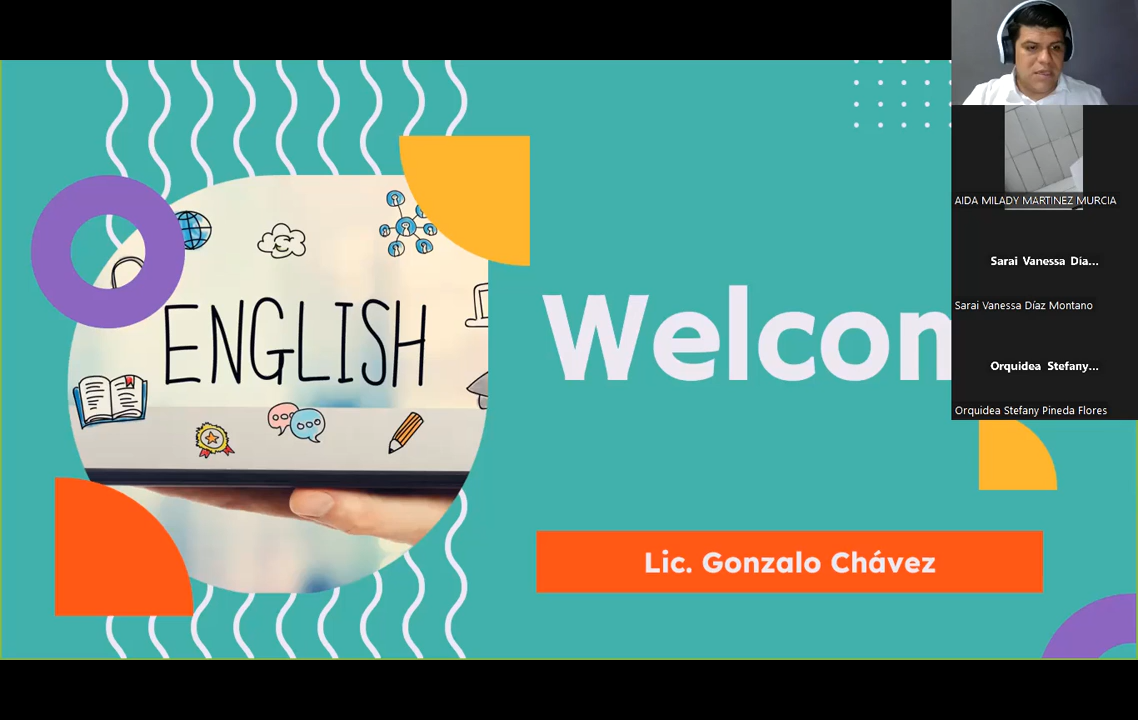 ENGLISH
Welcom
Lic. Gonzalo Chávez
AIDA MILADY MARTINEZ MURCIA
Sarai Vanessa Dia...
Sarai Vanessa Díaz Montano
Orquidea Stefany...
Orquidea Stefany Pineda Flores